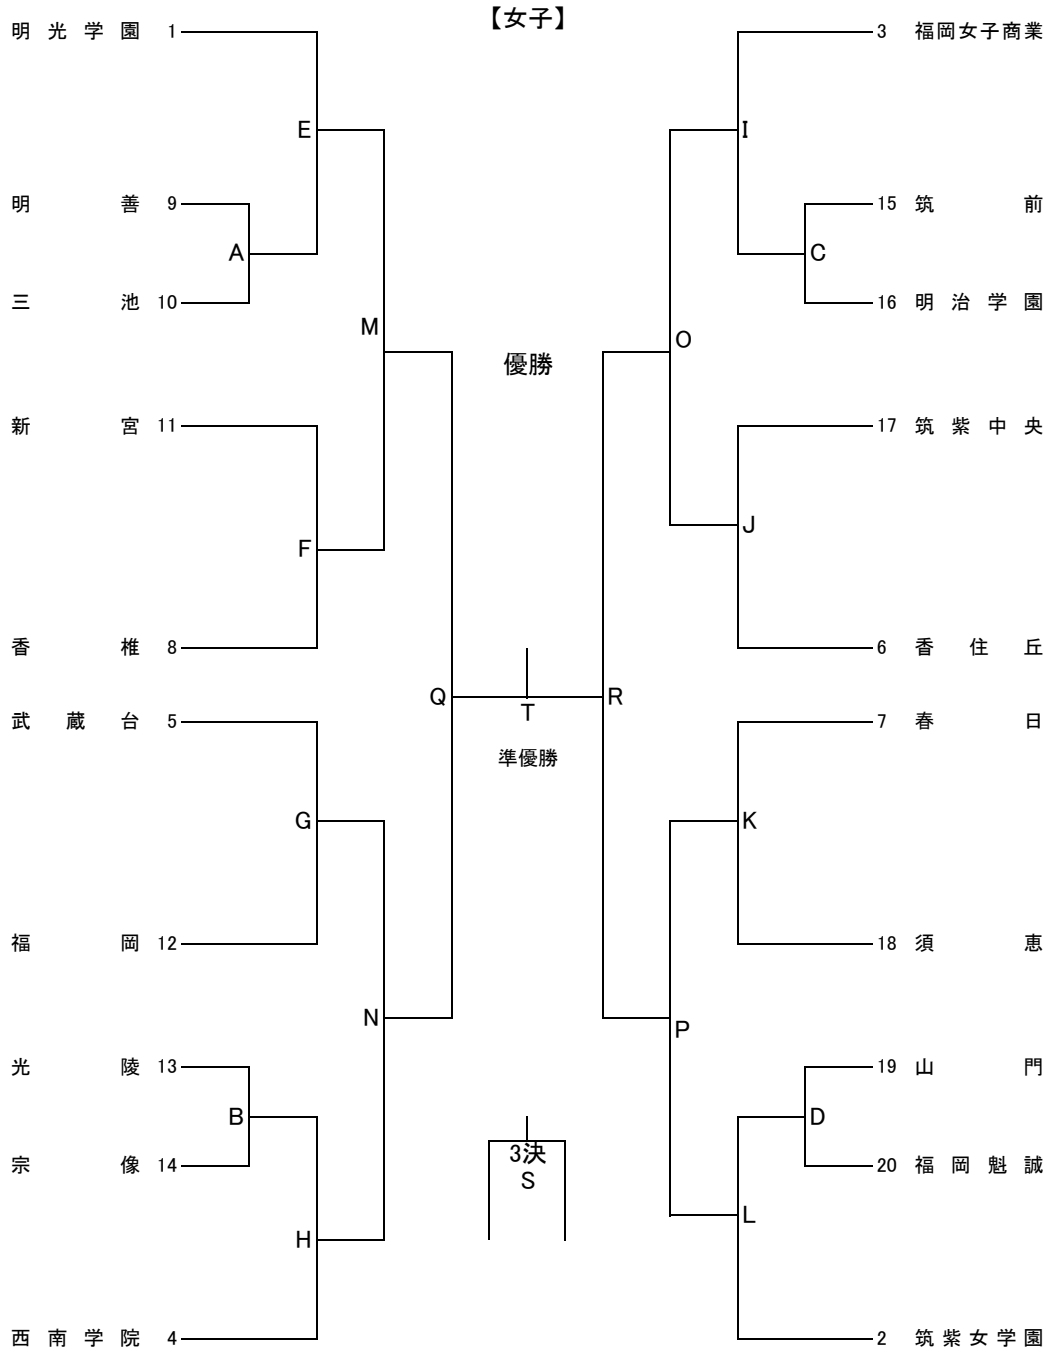 【女子】
明光学園 1
3 福岡女子商業
E
I
明善 9
15 筑前
A
C
三池 10
16 明治学園
M
O
優勝
新宮 11
17 筑紫中央
F
J
香椎 8
6 香住丘
Q
R
T
武蔵台 5
7 春日
準優勝
G
K
福岡 12
18 須恵
N
P
光陵 13
19 山門
B
D
3決
宗像 14
20 福岡魁誠
S
H
L
西南学院 4
2 筑紫女学園